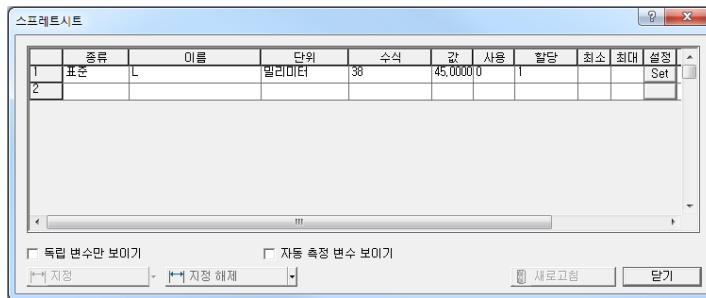 스프레트시트
종류 이름 단위 수식 값 사용 할당 최소 최대 설정
1 표준 L 밀리미터 38 45,0000 0 1 Set
2
독립 변수만 보이기 자동 측정 변수 보이기
지정 지정 해제 새로고침 닫기